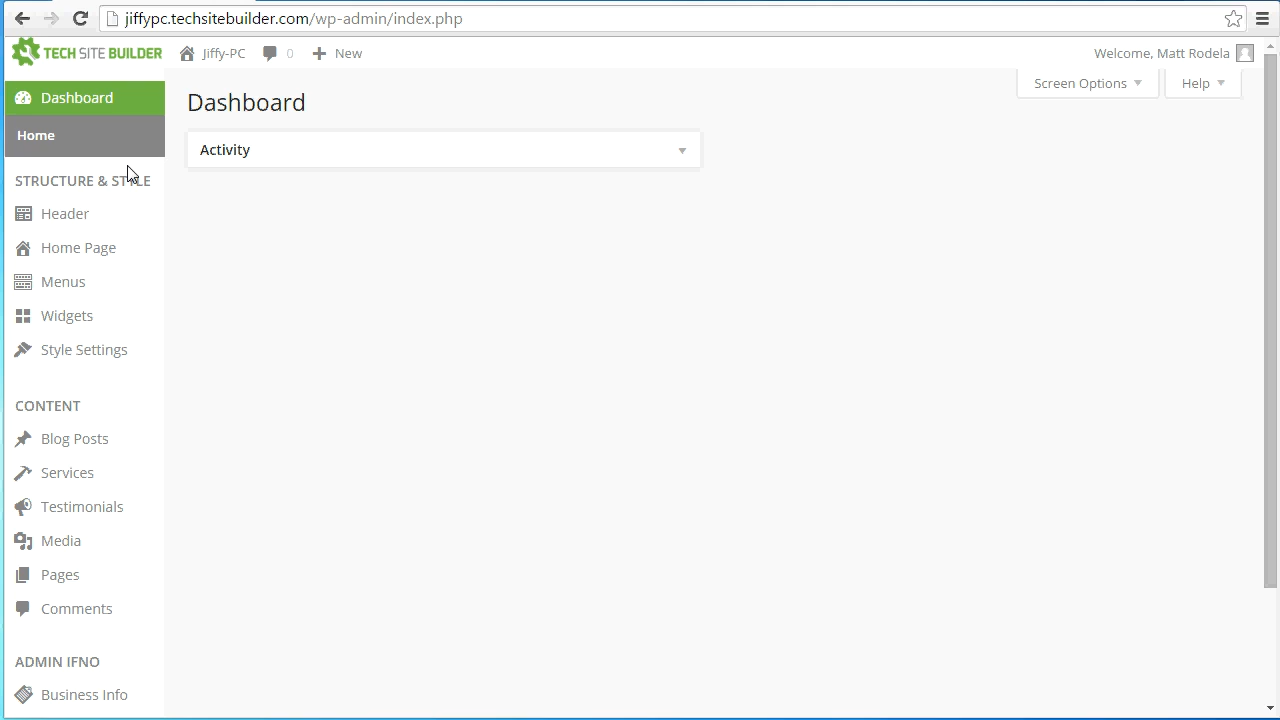 jiffypc.techsitebuilder.com/wp-admin/index.php
TECH SITE BUILDER
Jiffy-PC
0
New
Welcome, Matt Rodela
Screen Options
Help
Dashboard
Home
Dashboard
Activity
STRUCTURE & STYLE
Header
Home Page
Menus
Widgets
Style Settings
CONTENT
Blog Posts
Services
Testimonials
Media
Pages
Comments
ADMIN IFNO
Business Info